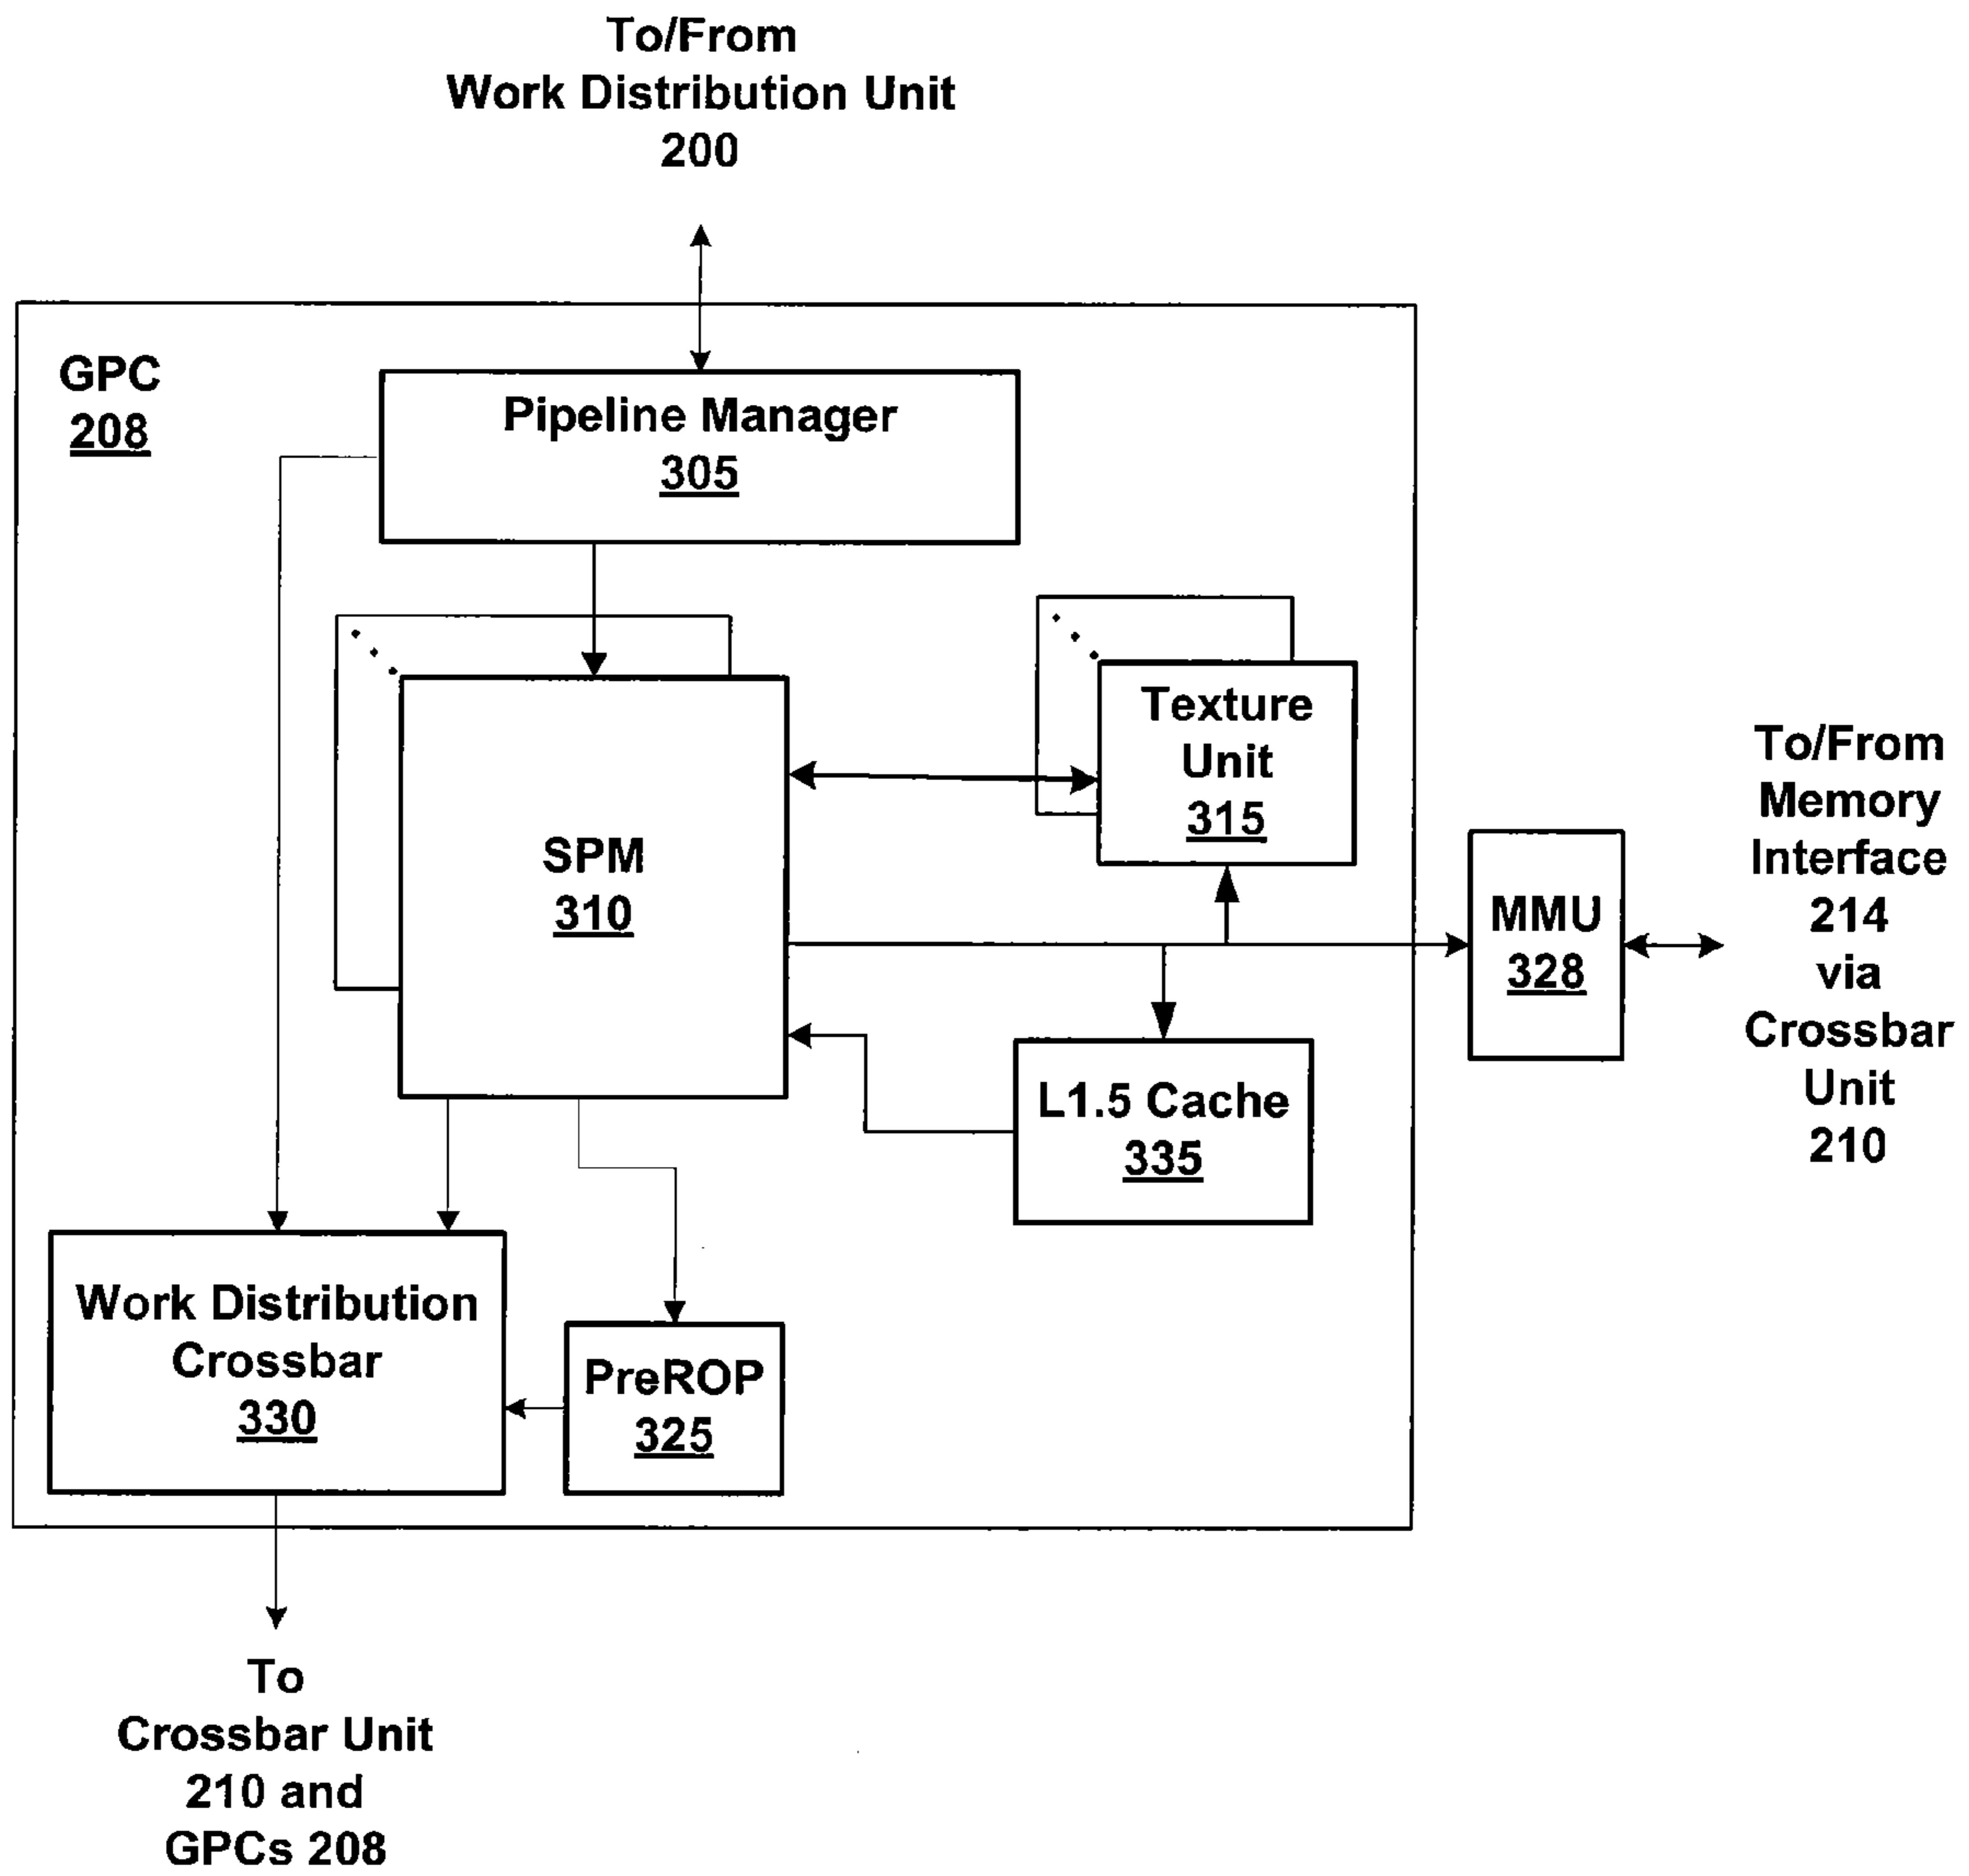 To/From
Work Distribution Unit
200
GPC
208
Pipeline Manager
305
Texture
Unit
315
SPM
310
To/From
Memory
Interface
214
via
Crossbar
Unit
210
MMU
328
L1.5 Cache
335
Work Distribution
Crossbar
330
PreROP
325
To
Crossbar Unit
210 and
GPCs 208